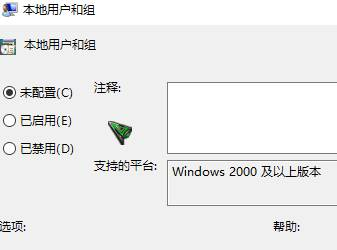 本地用户和组
本地用户和组
未配置(C)
注释:
已启用(E)
已禁用(D)
支持的平台:
Windows 2000 及以上版本
选项:
帮助: